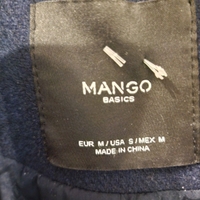 MANGO
BASICS
EUR M / USA S / MEX M
MADE IN CHINA